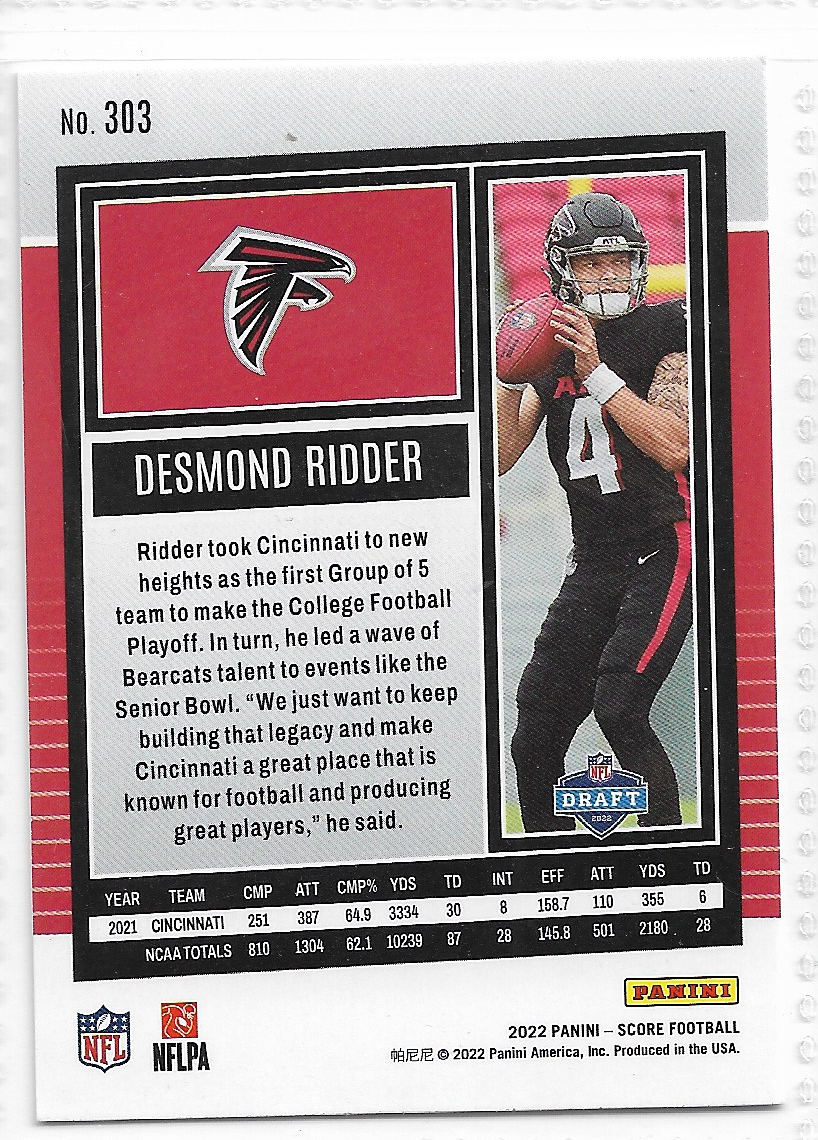 No. 303
ATL
4
DESMOND RIDDER
Ridder took Cincinnati to new
heights as the first Group of 5
team to make the College Football
Playoff. In turn, he led a wave of
Bearcats talent to events like the
Senior Bowl. “We just want to keep
building that legacy and make
Cincinnati a great place that is
known for football and producing
great players,” he said.
NFL
DRAFT
2022
YEAR TEAM CMP ATT CMP% YDS TD INT EFF ATT YDS TD
2021 CINCINNATI 251 387 64.9 3334 30 8 158.7 110 355 6
NCAA TOTALS 810 1304 62.1 10239 87 28 145.8 501 2180 28
PANINI
NFL
NFLPA
2022 PANINI – SCORE FOOTBALL
帕尼尼 © 2022 Panini America, Inc. Produced in the USA.